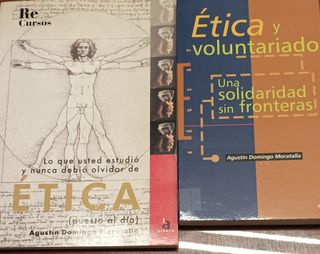 Re
Cursos
Lo que usted estudió
y nunca debió olvidar de
ÉTICA
(puesto al día)
Agustín Domingo Moratalla
Ética y
voluntariado
Una
solidaridad
sin fronteras
Agustín Domingo Moratalla